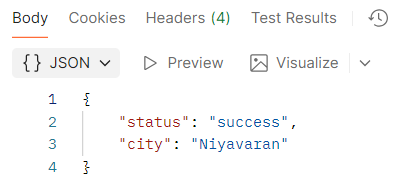 Body Cookies Headers (4) Test Results
{} JSON Preview Visualize
1 {
2 "status": "success",
3 "city": "Niyavaran"
4 }